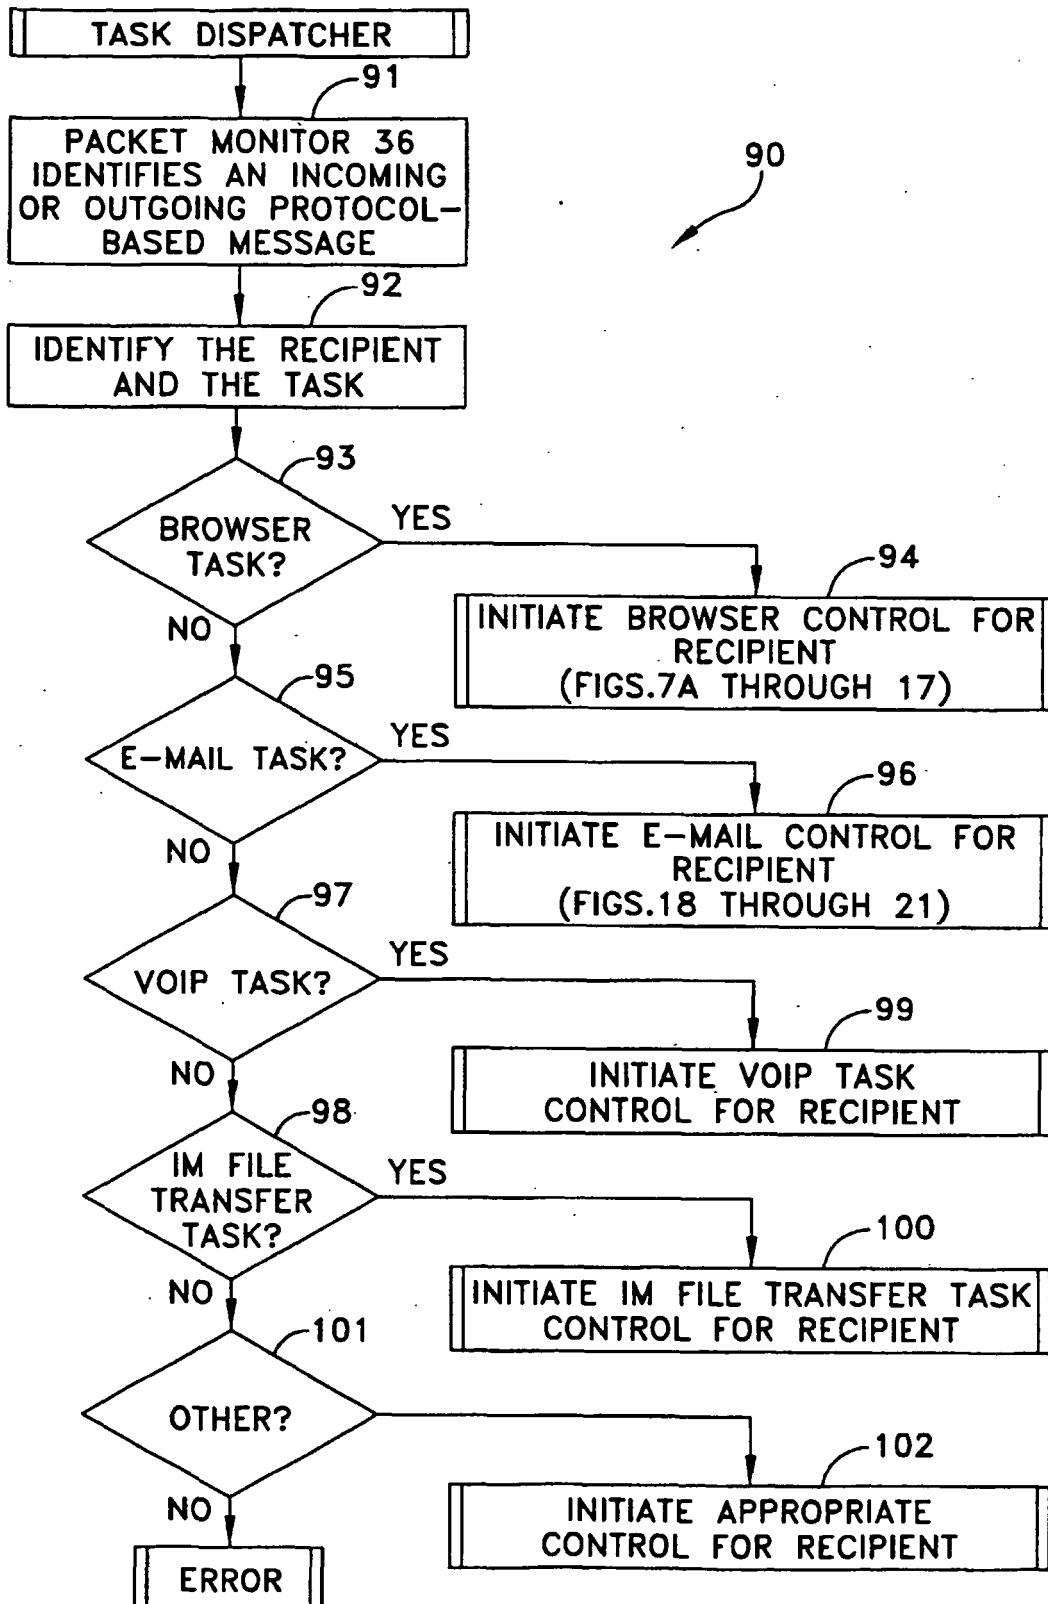 TASK DISPATCHER
91
PACKET MONITOR 36
IDENTIFIES AN INCOMING
OR OUTGOING PROTOCOL-
BASED MESSAGE
90
92
IDENTIFY THE RECIPIENT
AND THE TASK
93
BROWSER
TASK?
YES
NO
94
INITIATE BROWSER CONTROL FOR
RECIPIENT
(FIGS.7A THROUGH 17)
95
E-MAIL TASK?
YES
NO
96
INITIATE E-MAIL CONTROL FOR
RECIPIENT
(FIGS.18 THROUGH 21)
97
VOIP TASK?
YES
NO
99
INITIATE VOIP TASK
CONTROL FOR RECIPIENT
98
IM FILE
TRANSFER
TASK?
YES
NO
100
INITIATE IM FILE TRANSFER TASK
CONTROL FOR RECIPIENT
101
OTHER?
NO
102
INITIATE APPROPRIATE
CONTROL FOR RECIPIENT
ERROR